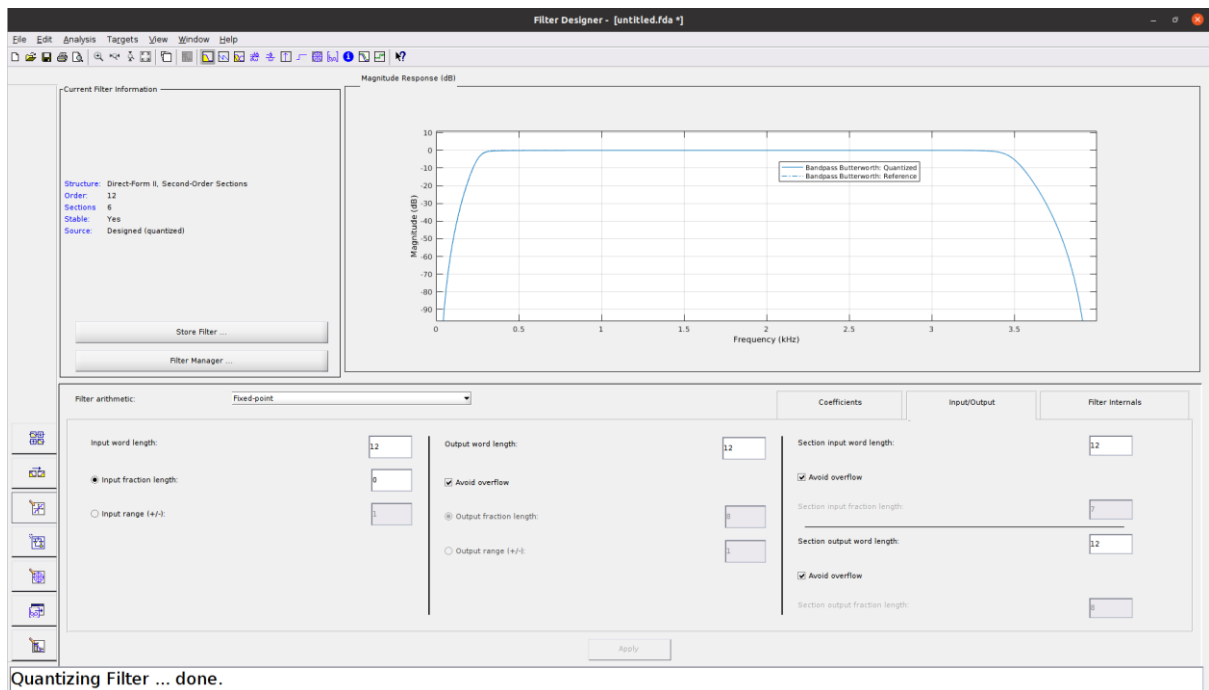 Filter Designer - [untitled.fda *]
File Edit Analysis Targets View Window Help
Current Filter Information
Structure: Direct-Form II, Second-Order Sections
Order: 12
Sections 6
Stable: Yes
Source: Designed (quantized)
Store Filter ...
Filter Manager ...
Magnitude Response (dB)
10
0
-10
-20
-30
-40
-50
-60
-70
-80
-90
Magnitude (dB)
Bandpass Butterworth: Quantized
Bandpass Butterworth: Reference
0 0.5 1 1.5 2 2.5 3 3.5
Frequency (kHz)
Filter arithmetic: Fixed-point
Coefficients Input/Output Filter Internals
Input word length: 12
Input fraction length: 0
Input range (+/-): 1
Output word length: 12
Avoid overflow
Output fraction length: 8
Output range (+/-): 1
Section input word length: 12
Avoid overflow
Section input fraction length: 7
Section output word length: 12
Avoid overflow
Section output fraction length: 8
Apply
Quantizing Filter ... done.